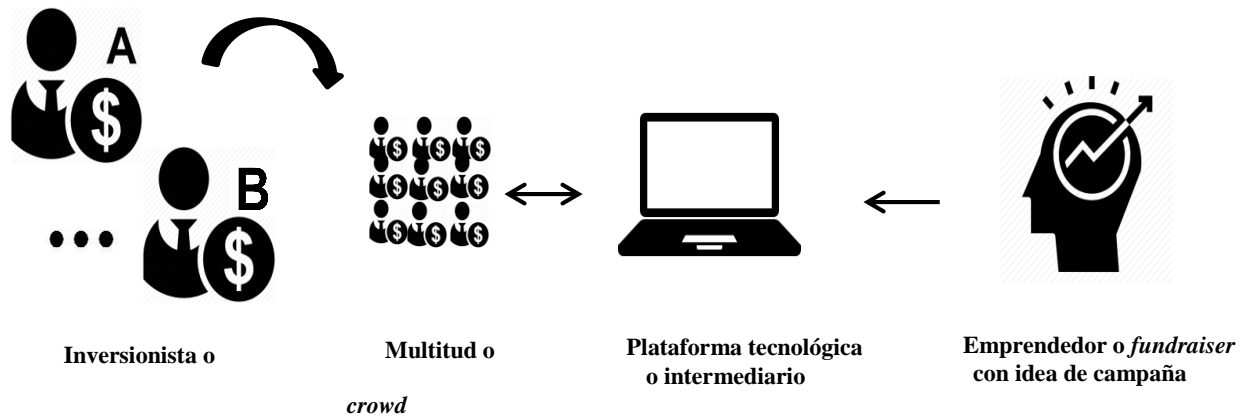 A
B
Inversionista o
Multitud o
crowd
Plataforma tecnológica
o intermediario
Emprendedor o fundraiser
con idea de campaña